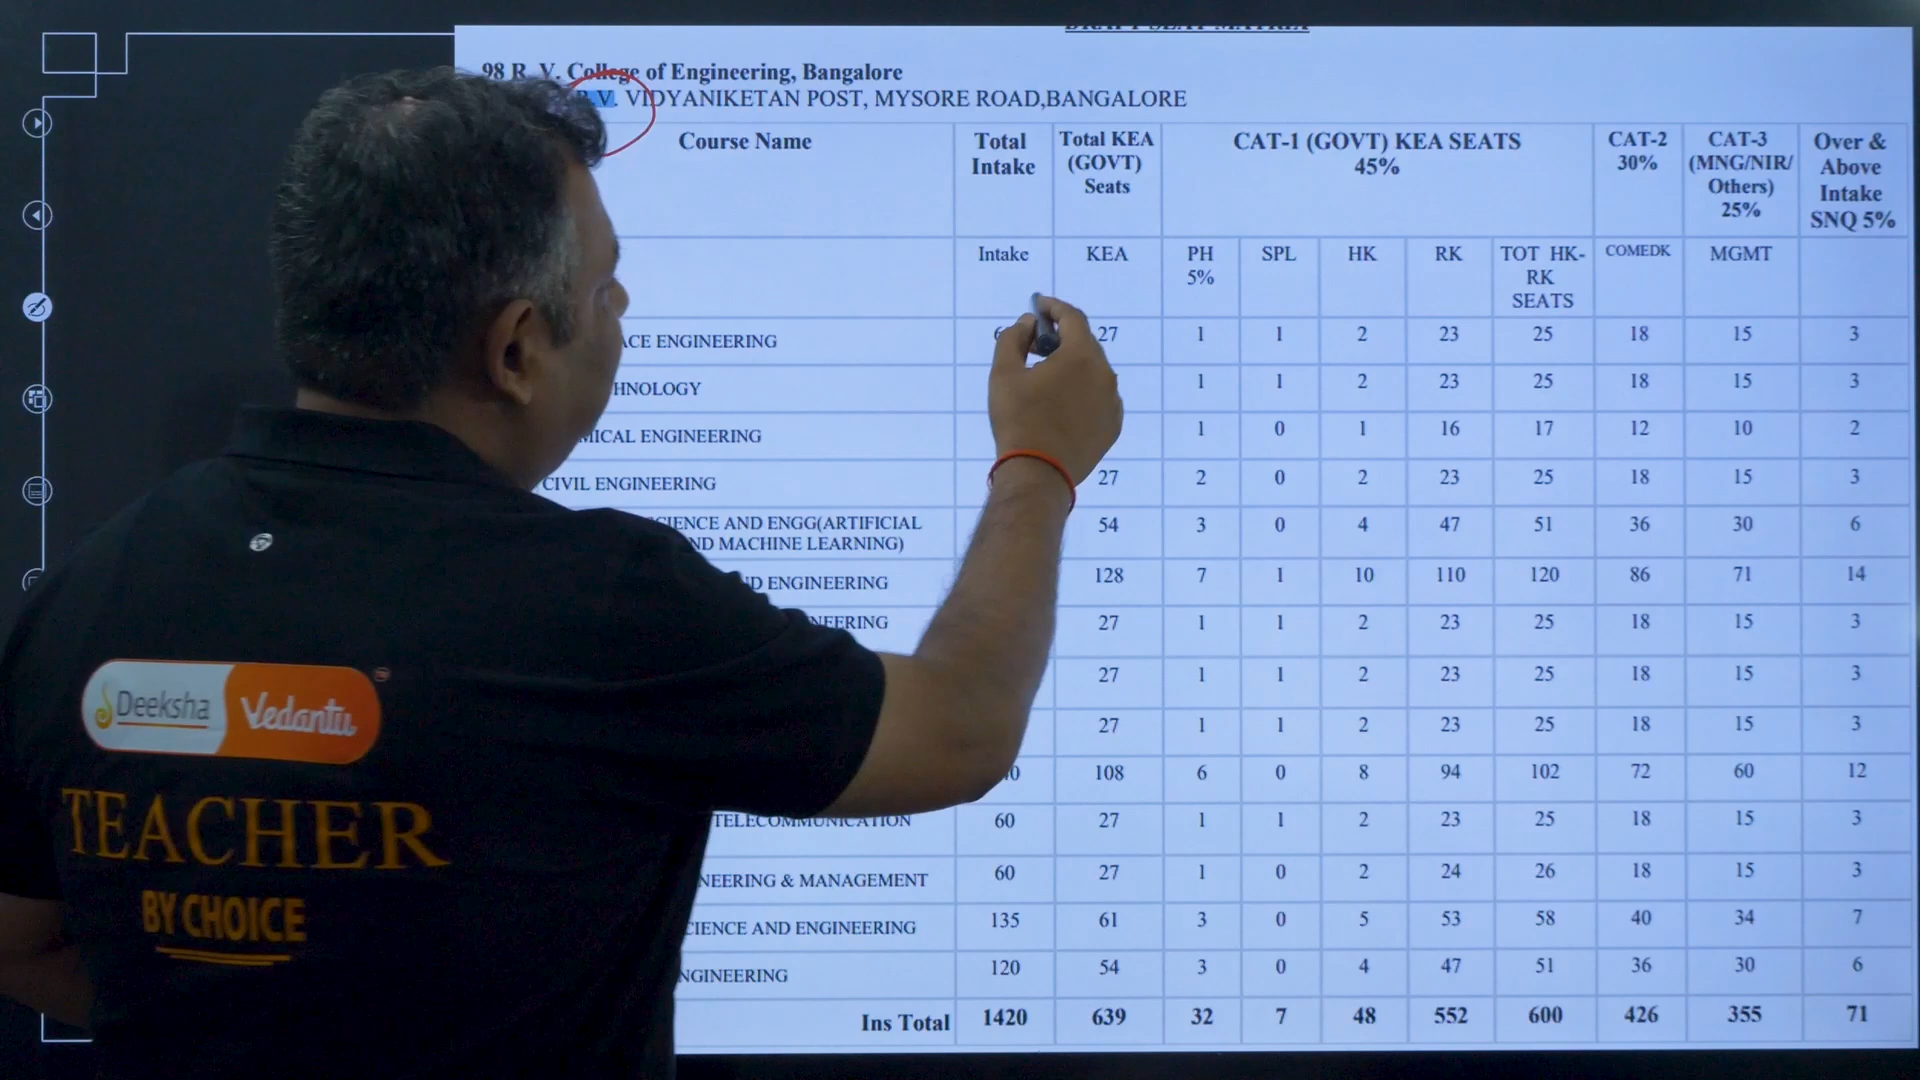 98 R. V. College of Engineering, Bangalore
R.V. VIDYANIKETAN POST, MYSORE ROAD,BANGALORE
Course Name Total Intake Total KEA (GOVT) Seats CAT-1 (GOVT) KEA SEATS 45% CAT-2 30% CAT-3 (MNG/NIR/ Others) 25% Over & Above Intake SNQ 5%
Intake KEA PH 5% SPL HK RK TOT HK-RK SEATS COMEDK MGMT
ENGINEERING 27 1 1 2 23 25 18 15 3
1 1 2 23 25 18 15 3
ENGINEERING 1 0 1 16 17 12 10 2
CIVIL ENGINEERING 27 2 0 2 23 25 18 15 3
AND ENGG(ARTIFICIAL
MACHINE LEARNING) 54 3 0 4 47 51 36 30 6
ENGINEERING 128 7 1 10 110 120 86 71 14
27 1 1 2 23 25 18 15 3
27 1 1 2 23 25 18 15 3
27 1 1 2 23 25 18 15 3
108 6 0 8 94 102 72 60 12
TELECOMMUNICATION 60 27 1 1 2 23 25 18 15 3
& MANAGEMENT 60 27 1 0 2 24 26 18 15 3
AND ENGINEERING 135 61 3 0 5 53 58 40 34 7
120 54 3 0 4 47 51 36 30 6
Ins Total 1420 639 32 7 48 552 600 426 355 71
Deeksha Vedantu
TEACHER
BY CHOICE